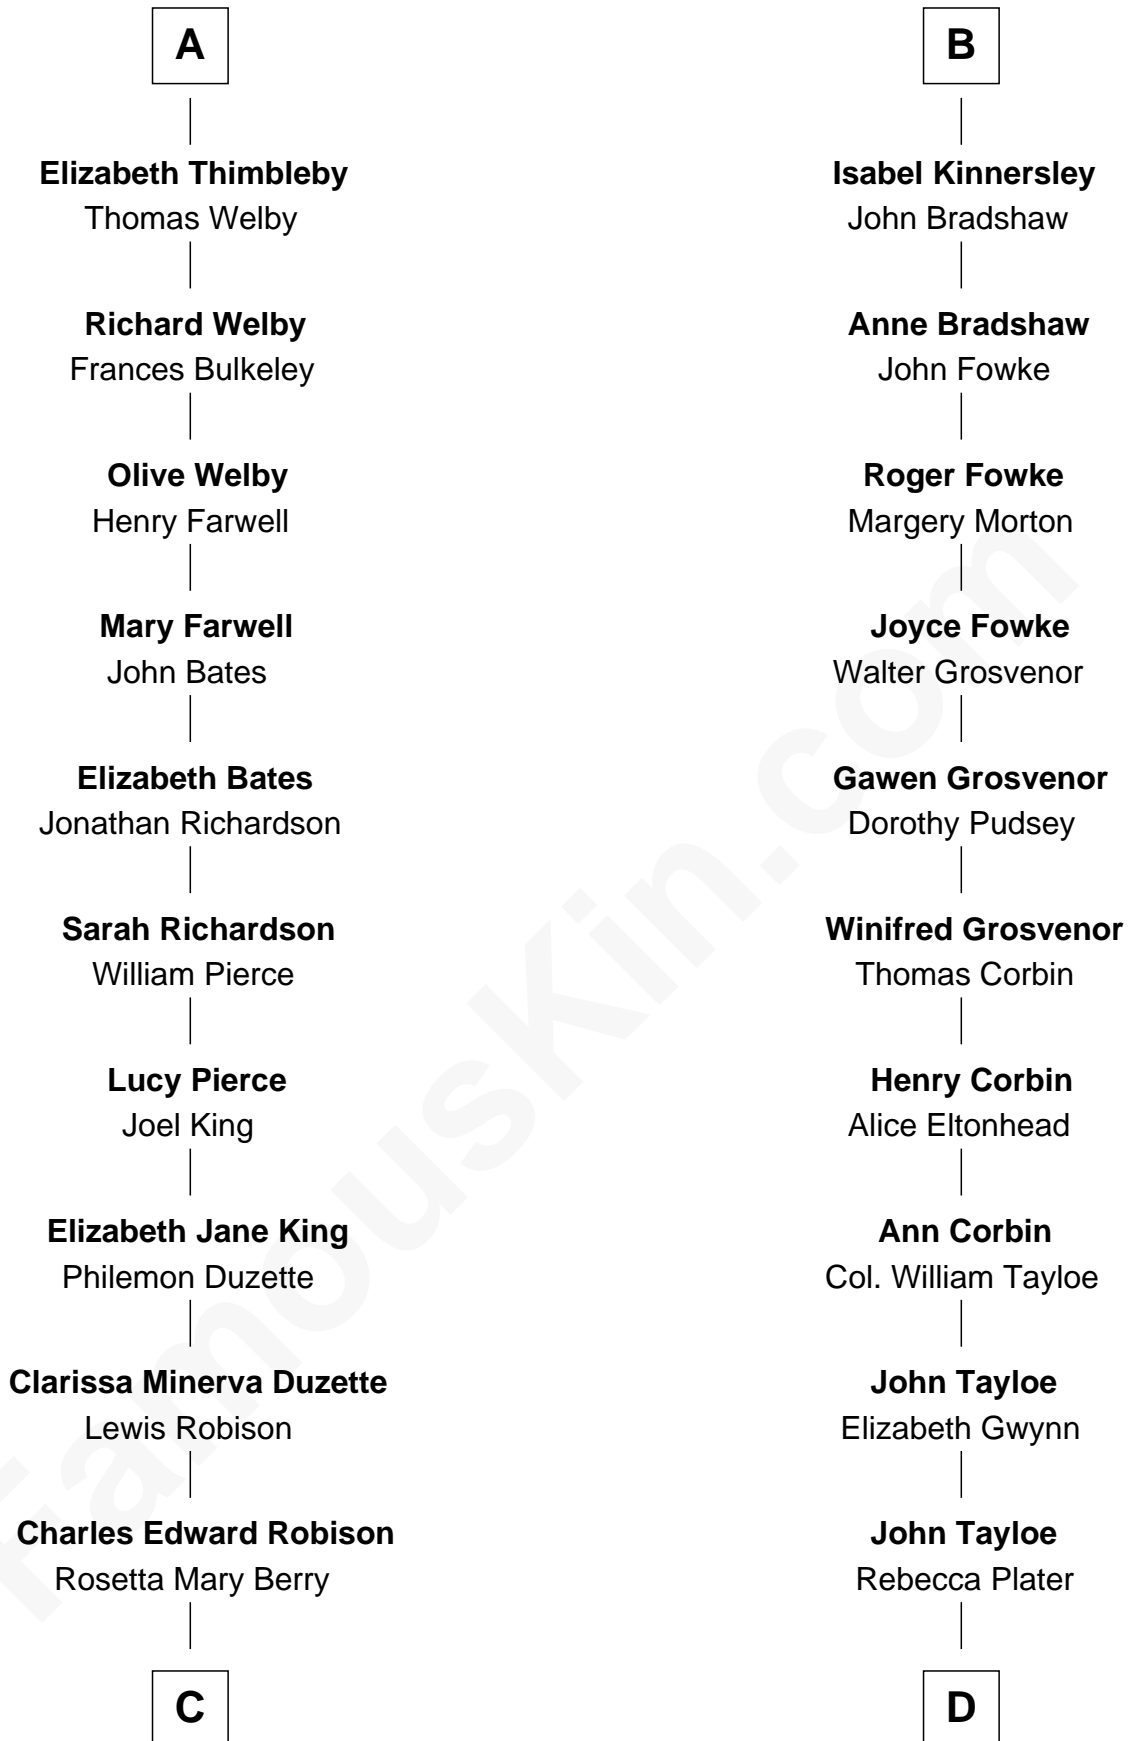 A
Elizabeth Thimbleby
Thomas Welby
Richard Welby
Frances Bulkeley
Olive Welby
Henry Farwell
Mary Farwell
John Bates
Elizabeth Bates
Jonathan Richardson
Sarah Richardson
William Pierce
Lucy Pierce
Joel King
Elizabeth Jane King
Philemon Duzette
Clarissa Minerva Duzette
Lewis Robison
Charles Edward Robison
Rosetta Mary Berry
C
B
Isabel Kinnersley
John Bradshaw
Anne Bradshaw
John Fowke
Roger Fowke
Margery Morton
Joyce Fowke
Walter Grosvenor
Gawen Grosvenor
Dorothy Pudsey
Winifred Grosvenor
Thomas Corbin
Henry Corbin
Alice Eltonhead
Ann Corbin
Col. William Tayloe
John Tayloe
Elizabeth Gwynn
John Tayloe
Rebecca Plater
D
FamousKin.com